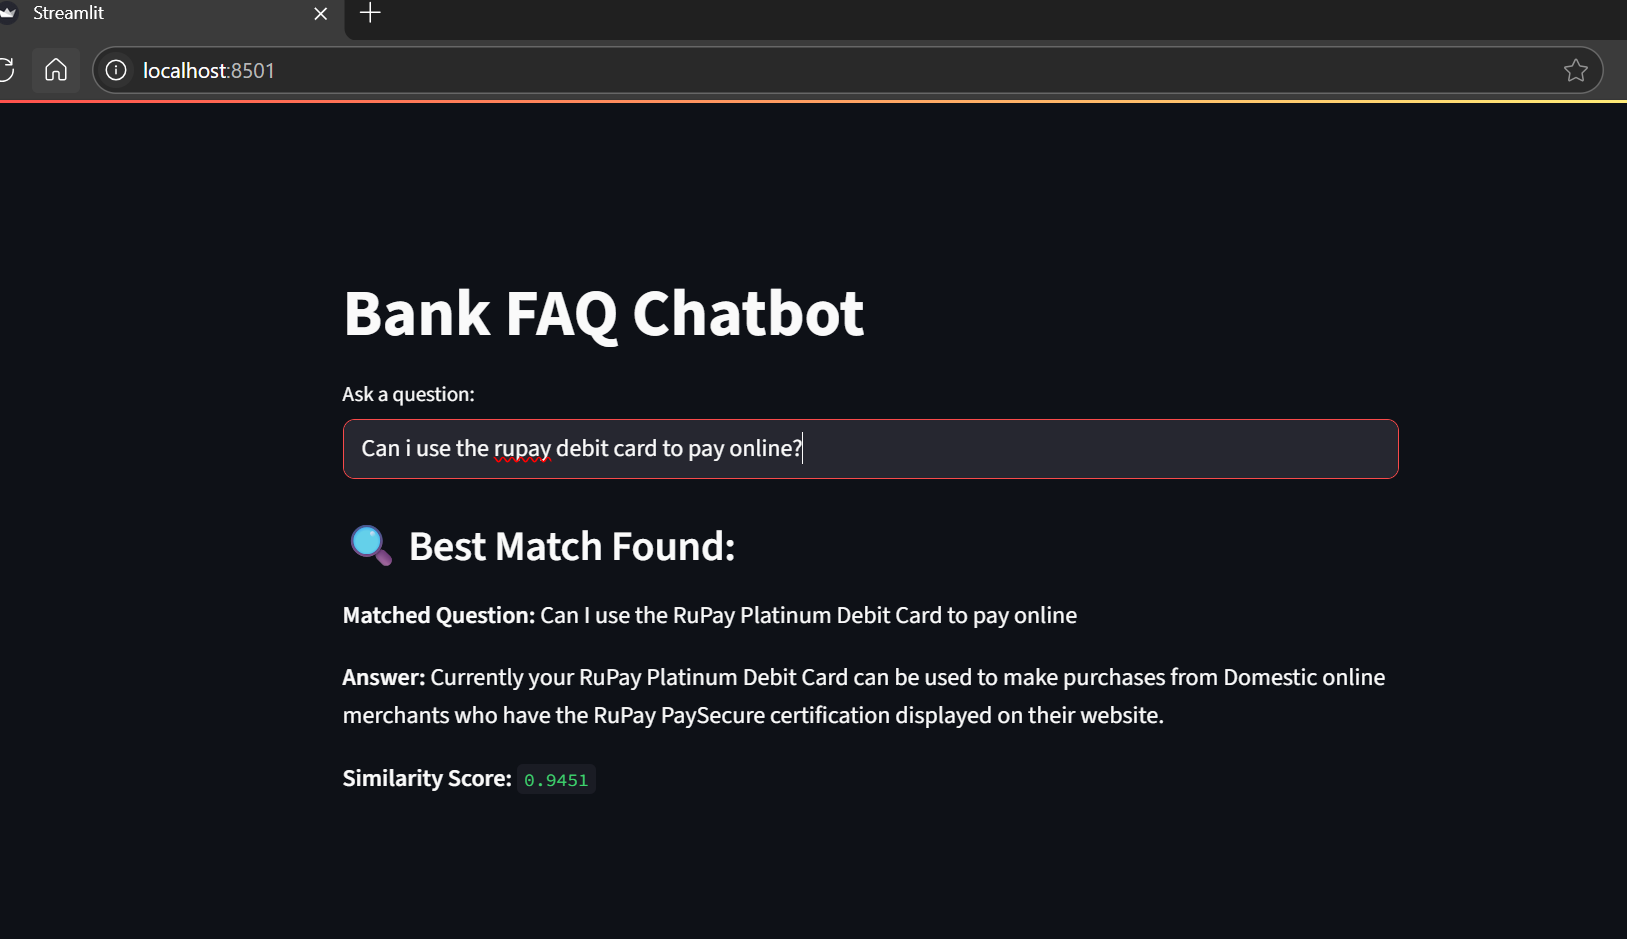 Streamlit
localhost:8501
Bank FAQ Chatbot
Ask a question:
Can i use the rupay debit card to pay online?
Best Match Found:
Matched Question: Can I use the RuPay Platinum Debit Card to pay online
Answer: Currently your RuPay Platinum Debit Card can be used to make purchases from Domestic online
merchants who have the RuPay PaySecure certification displayed on their website.
Similarity Score: 0.9451